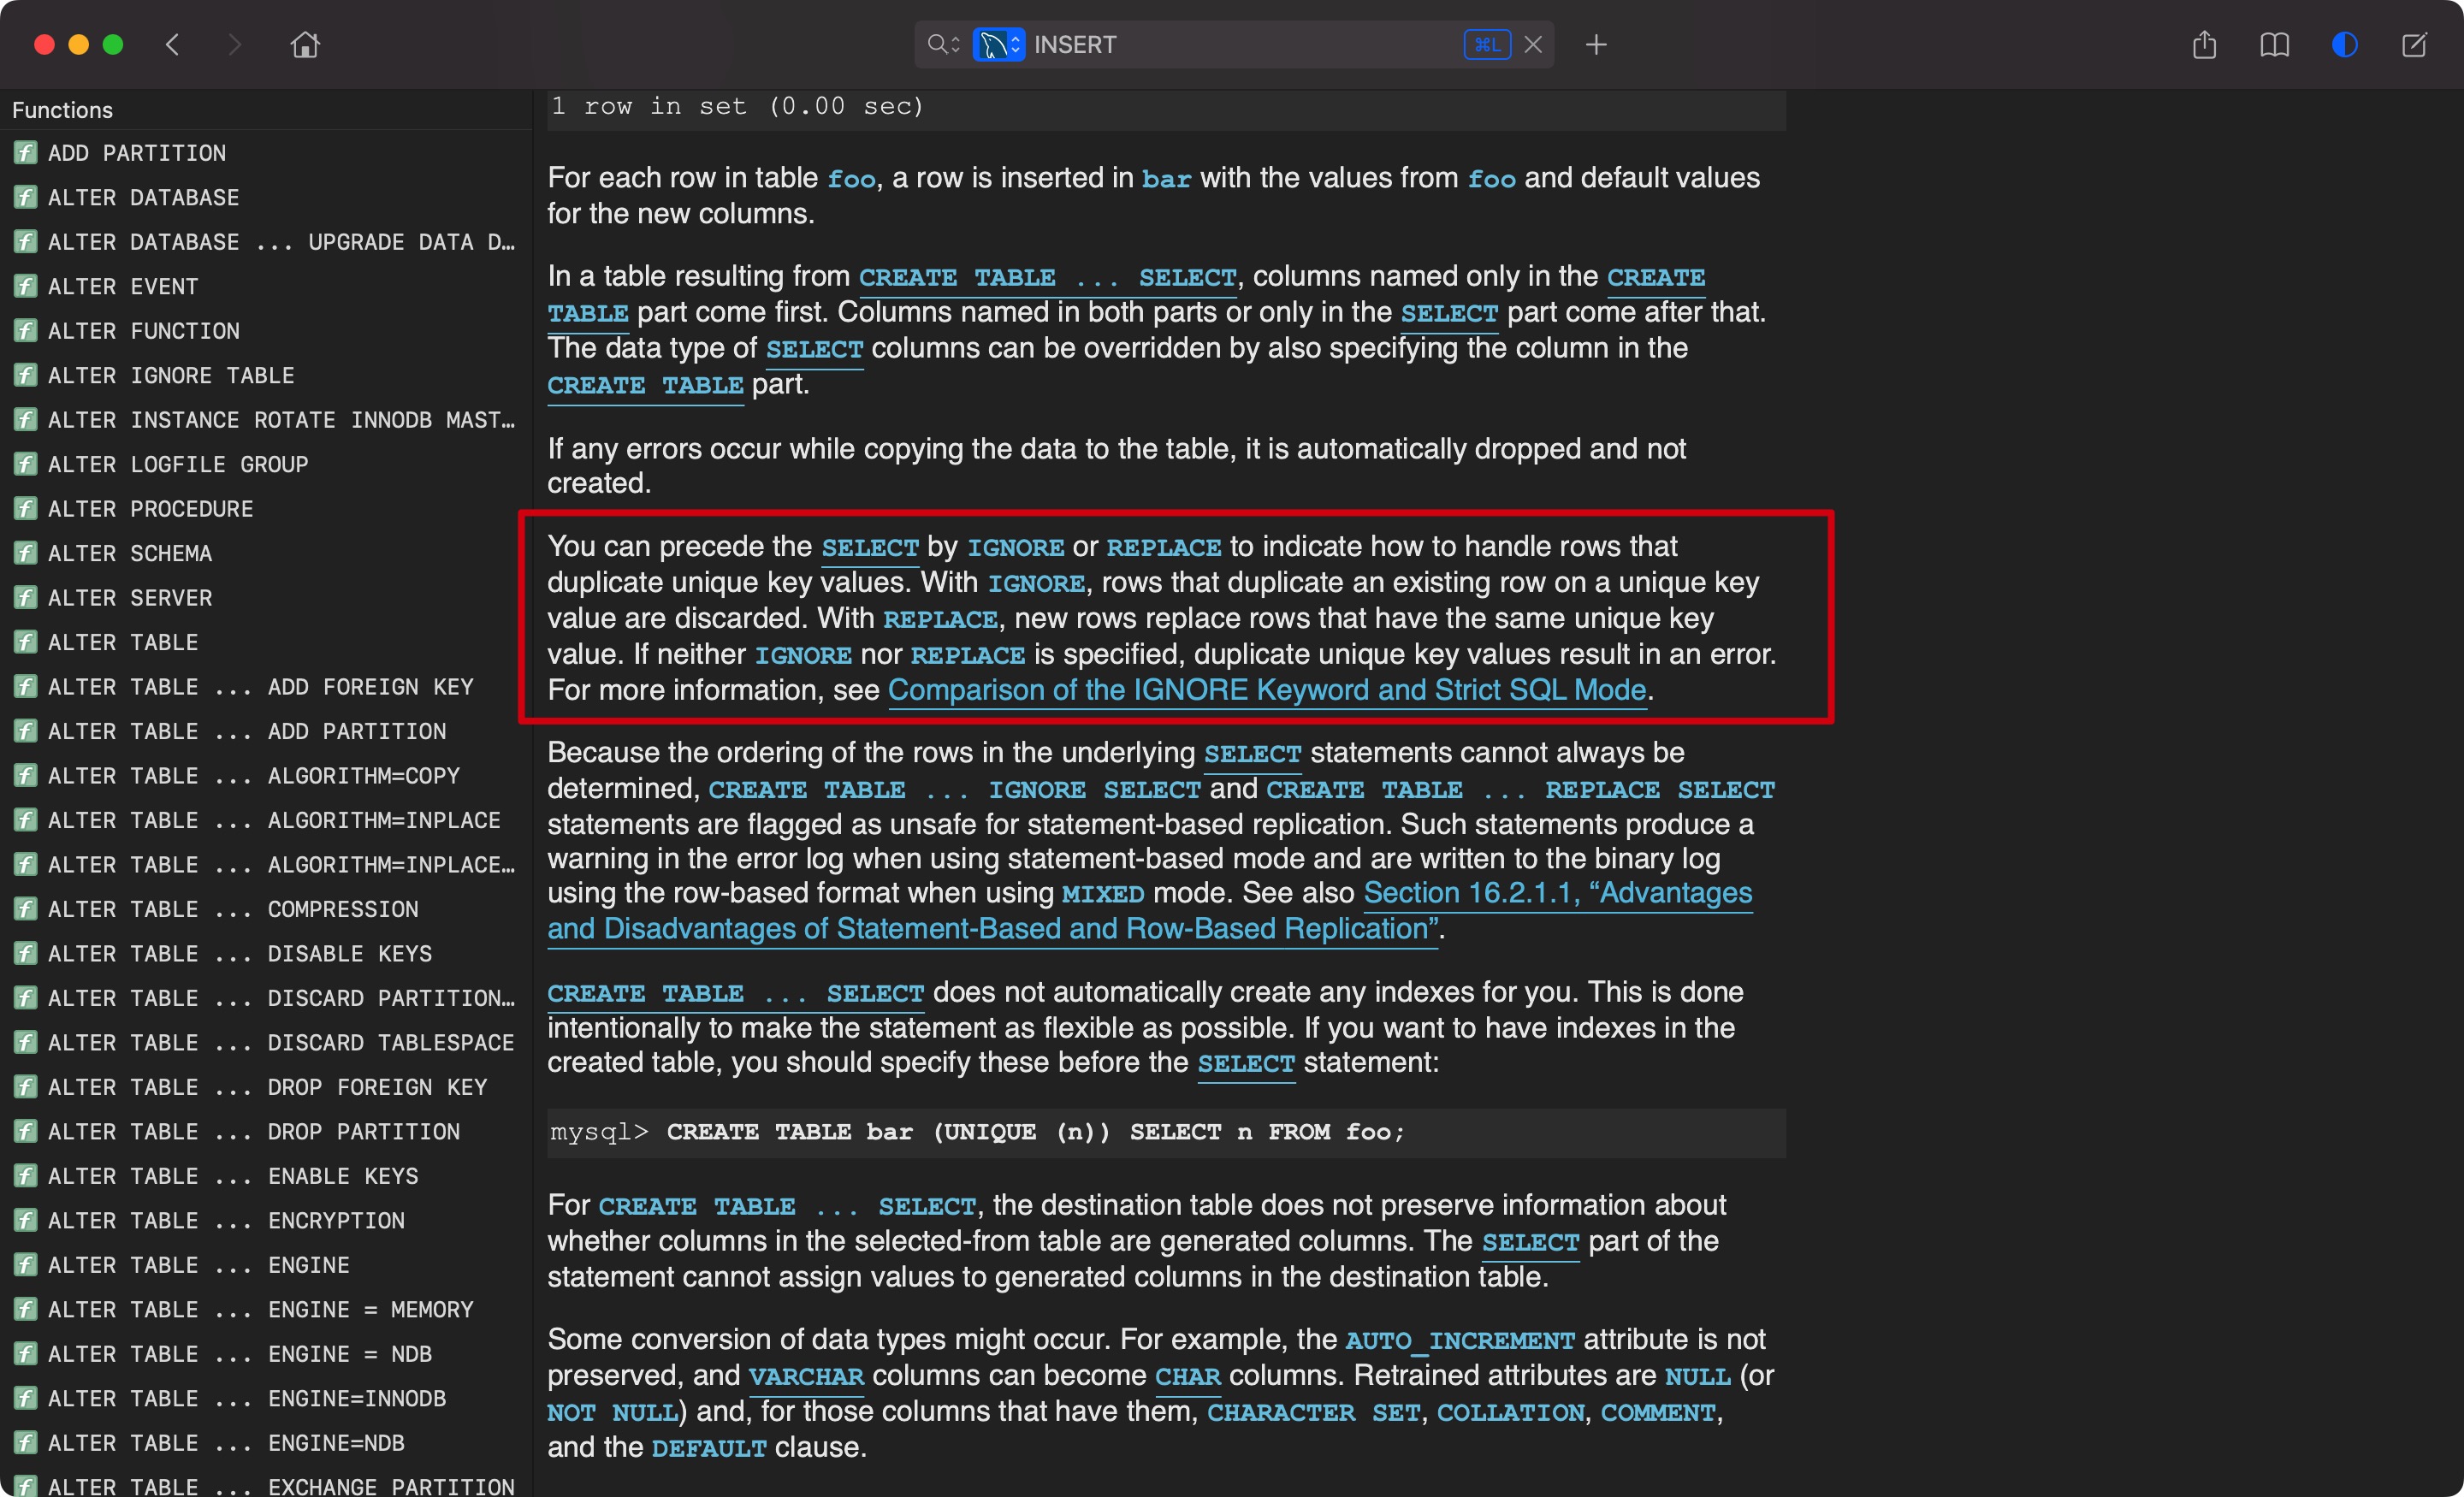 INSERT
⌘L
Functions
ADD PARTITION
ALTER DATABASE
ALTER DATABASE ... UPGRADE DATA D…
ALTER EVENT
ALTER FUNCTION
ALTER IGNORE TABLE
ALTER INSTANCE ROTATE INNODB MAST…
ALTER LOGFILE GROUP
ALTER PROCEDURE
ALTER SCHEMA
ALTER SERVER
ALTER TABLE
ALTER TABLE ... ADD FOREIGN KEY
ALTER TABLE ... ADD PARTITION
ALTER TABLE ... ALGORITHM=COPY
ALTER TABLE ... ALGORITHM=INPLACE
ALTER TABLE ... ALGORITHM=INPLACE…
ALTER TABLE ... COMPRESSION
ALTER TABLE ... DISABLE KEYS
ALTER TABLE ... DISCARD PARTITION…
ALTER TABLE ... DISCARD TABLESPACE
ALTER TABLE ... DROP FOREIGN KEY
ALTER TABLE ... DROP PARTITION
ALTER TABLE ... ENABLE KEYS
ALTER TABLE ... ENCRYPTION
ALTER TABLE ... ENGINE
ALTER TABLE ... ENGINE = MEMORY
ALTER TABLE ... ENGINE = NDB
ALTER TABLE ... ENGINE=INNODB
ALTER TABLE ... ENGINE=NDB
ALTER TABLE ... EXCHANGE PARTITION
1 row in set (0.00 sec)
For each row in table foo, a row is inserted in bar with the values from foo and default values
for the new columns.
In a table resulting from CREATE TABLE ... SELECT, columns named only in the CREATE
TABLE part come first. Columns named in both parts or only in the SELECT part come after that.
The data type of SELECT columns can be overridden by also specifying the column in the
CREATE TABLE part.
If any errors occur while copying the data to the table, it is automatically dropped and not
created.
You can precede the SELECT by IGNORE or REPLACE to indicate how to handle rows that
duplicate unique key values. With IGNORE, rows that duplicate an existing row on a unique key
value are discarded. With REPLACE, new rows replace rows that have the same unique key
value. If neither IGNORE nor REPLACE is specified, duplicate unique key values result in an error.
For more information, see Comparison of the IGNORE Keyword and Strict SQL Mode.
Because the ordering of the rows in the underlying SELECT statements cannot always be
determined, CREATE TABLE ... IGNORE SELECT and CREATE TABLE ... REPLACE SELECT
statements are flagged as unsafe for statement-based replication. Such statements produce a
warning in the error log when using statement-based mode and are written to the binary log
using the row-based format when using MIXED mode. See also Section 16.2.1.1, “Advantages
and Disadvantages of Statement-Based and Row-Based Replication”.
CREATE TABLE ... SELECT does not automatically create any indexes for you. This is done
intentionally to make the statement as flexible as possible. If you want to have indexes in the
created table, you should specify these before the SELECT statement:
mysql> CREATE TABLE bar (UNIQUE (n)) SELECT n FROM foo;
For CREATE TABLE ... SELECT, the destination table does not preserve information about
whether columns in the selected-from table are generated columns. The SELECT part of the
statement cannot assign values to generated columns in the destination table.
Some conversion of data types might occur. For example, the AUTO_INCREMENT attribute is not
preserved, and VARCHAR columns can become CHAR columns. Retrained attributes are NULL (or
NOT NULL) and, for those columns that have them, CHARACTER SET, COLLATION, COMMENT,
and the DEFAULT clause.